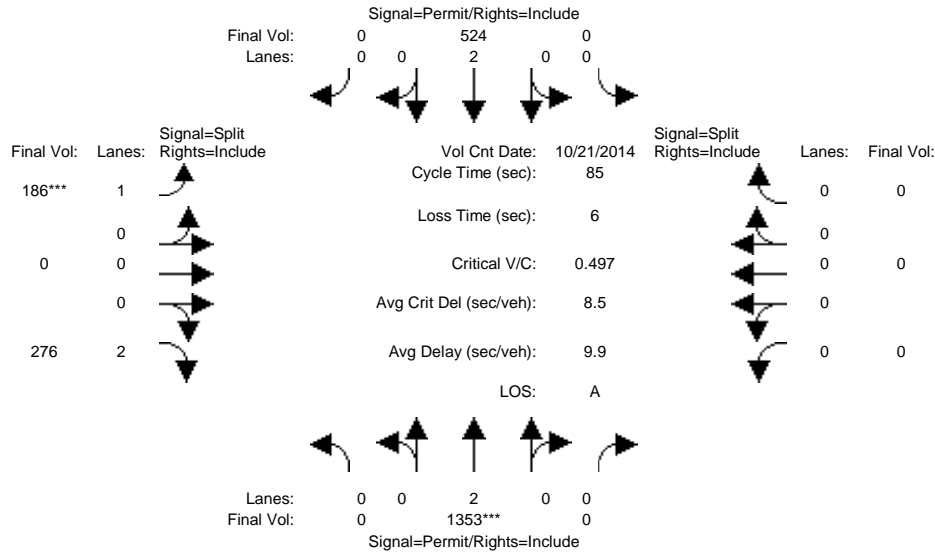 Signal=Permit/Rights=Include
Final Vol: 0 524 0
Lanes: 0 0 2 0 0
Signal=Split
Final Vol: Lanes: Rights=Include
Vol Cnt Date: 10/21/2014
Signal=Split
Rights=Include Lanes: Final Vol:
Cycle Time (sec): 85
186*** 1
0 0
Loss Time (sec): 6
0
0
0 0
Critical V/C: 0.497
0 0
0
Avg Crit Del (sec/veh): 8.5
0
276 2
Avg Delay (sec/veh): 9.9
0 0
LOS: A
Lanes: 0 0 2 0 0
Final Vol: 0 1353*** 0
Signal=Permit/Rights=Include